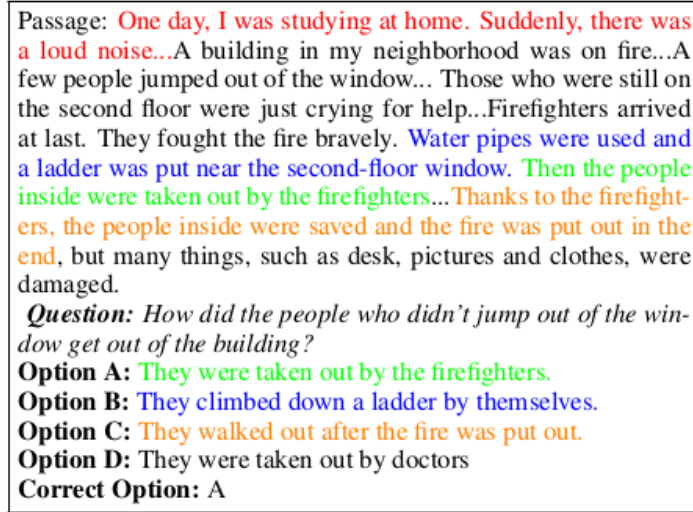 Passage: One day, I was studying at home. Suddenly, there was
a loud noise...A building in my neighborhood was on fire...A
few people jumped out of the window... Those who were still on
the second floor were just crying for help...Firefighters arrived
at last. They fought the fire bravely. Water pipes were used and
a ladder was put near the second-floor window. Then the people
inside were taken out by the firefighters...Thanks to the firefight-
ers, the people inside were saved and the fire was put out in the
end, but many things, such as desk, pictures and clothes, were
damaged.
Question: How did the people who didn't jump out of the win-
dow get out of the building?
Option A: They were taken out by the firefighters.
Option B: They climbed down a ladder by themselves.
Option C: They walked out after the fire was put out.
Option D: They were taken out by doctors
Correct Option: A